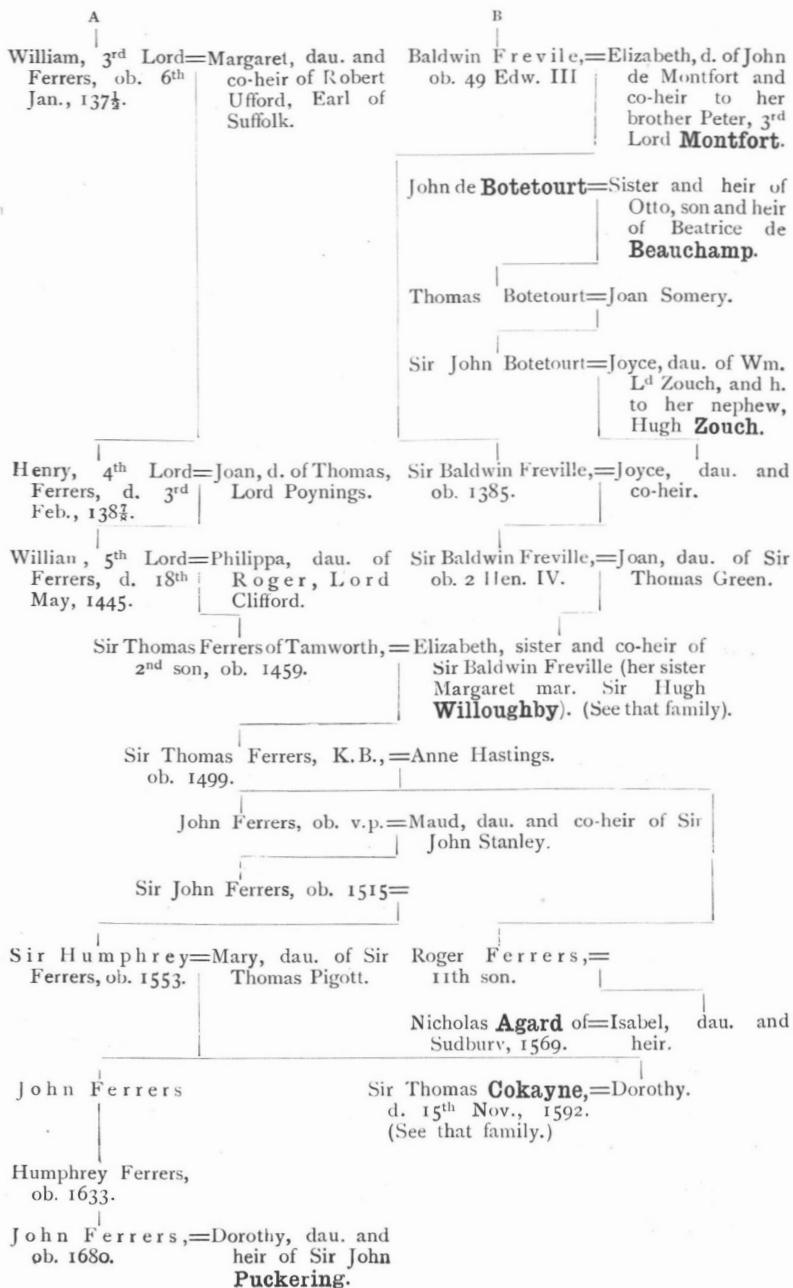 A
B
William, 3rd Lord=Margaret, dau. and
Ferrers, ob. 6th co-heir of Robert
Jan., 137½. Ufford, Earl of
Suffolk.
Baldwin Frevile,=Elizabeth, d. of John
ob. 49 Edw. III de Montfort and
co-heir to her
brother Peter, 3rd
Lord Montfort.
John de Botetourt=Sister and heir of
Otto, son and heir
of Beatrice de
Beauchamp.
Thomas Botetourt=Joan Somery.
Sir John Botetourt=Joyce, dau. of Wm.
Ld Zouch, and h.
to her nephew,
Hugh Zouch.
Henry, 4th Lord=Joan, d. of Thomas,
Ferrers, d. 3rd Lord Poynings.
Feb.,
Sir Baldwin Freville,=Joyce, dau. and
ob. 1385. co-heir.
Willian, 5th Lord=Philippa, dau. of
Ferrers, d. 18th Roger, Lord
May, 1445. Clifford.
Sir Baldwin Freville,=Joan, dau. of Sir
ob. 2 Hen. IV. Thomas Green.
Sir Thomas Ferrers of Tamworth,=Elizabeth, sister and co-heir of
2nd son, ob. 1459. Sir Baldwin Freville (her sister
Margaret mar. Sir Hugh
Willoughby). (See that family).
Sir Thomas Ferrers, K.B.,=Anne Hastings.
ob. 1499.
John Ferrers, ob. v.p.=Maud, dau. and co-heir of Sir
John Stanley.
Sir John Ferrers, ob. 1515=
Sir Humphrey=Mary, dau. of Sir
Ferrers, ob. 1553. Thomas Pigott.
Roger Ferrers,=
11th son.
Nicholas Agard of=Isabel, dau. and
Sudbury, 1569. heir.
John Ferrers
Sir Thomas Cokayne,=Dorothy.
d. 15th Nov., 1592.
(See that family.)
Humphrey Ferrers,
ob. 1633.
John Ferrers,=Dorothy, dau. and
ob. 1680. heir of Sir John
Puckering.